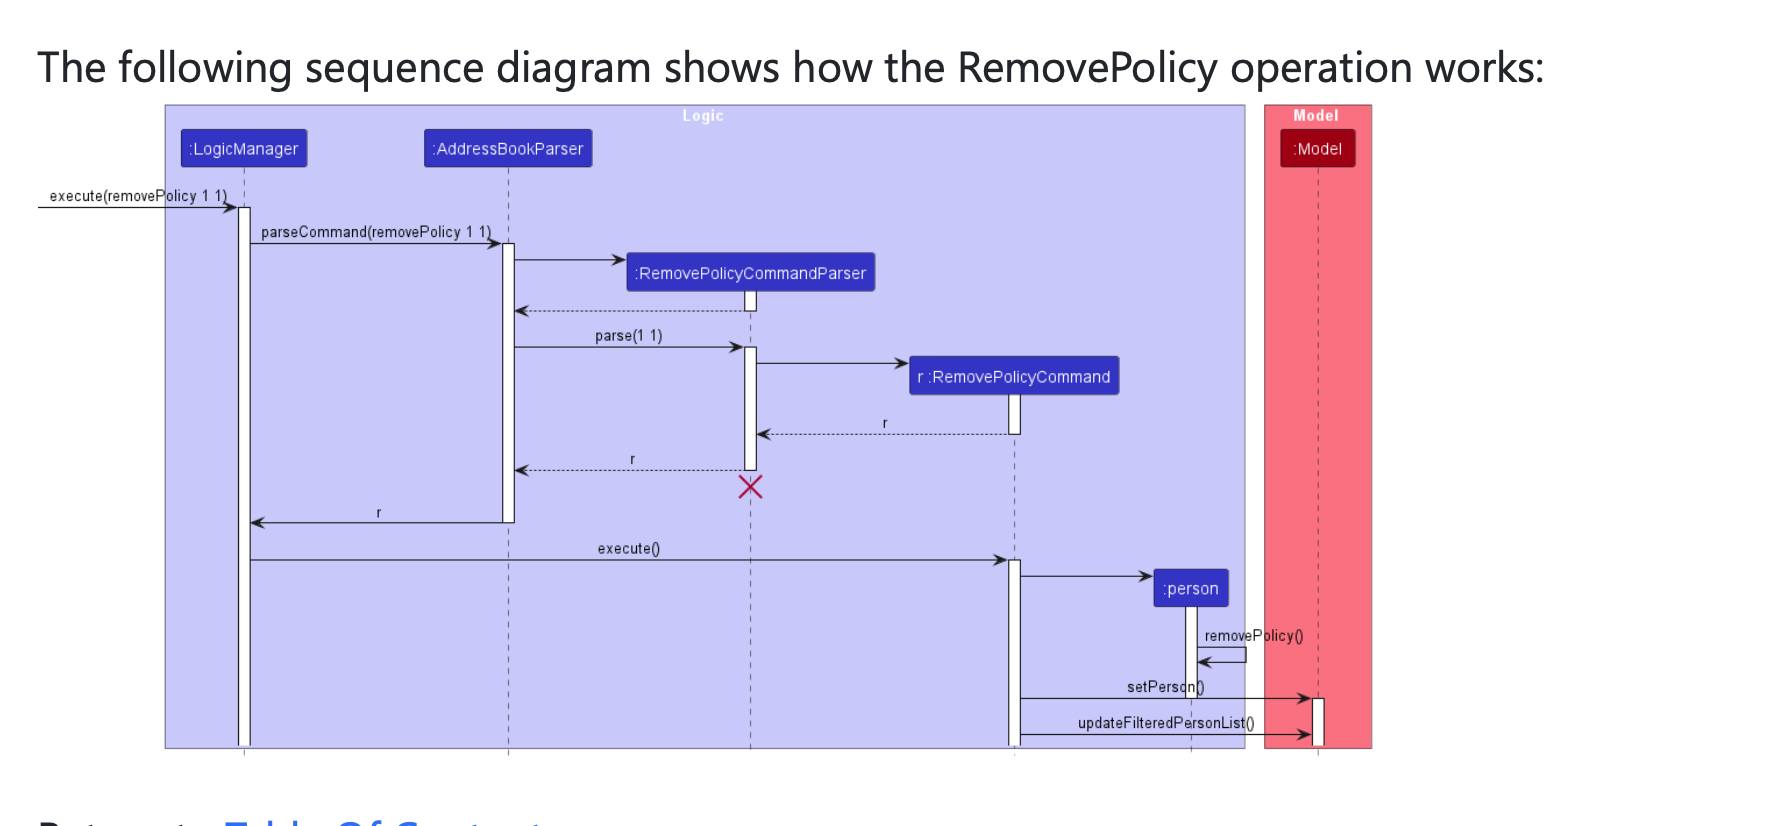 The following sequence diagram shows how the RemovePolicy operation works:
Logic
Model
:LogicManager
:AddressBookParser
:Model
execute(removePolicy 1 1)
parseCommand(removePolicy 1 1)
:RemovePolicyCommandParser
parse(1 1)
r :RemovePolicyCommand
r
r
r
execute()
:person
removePolicy()
setPerson()
updateFilteredPersonList()